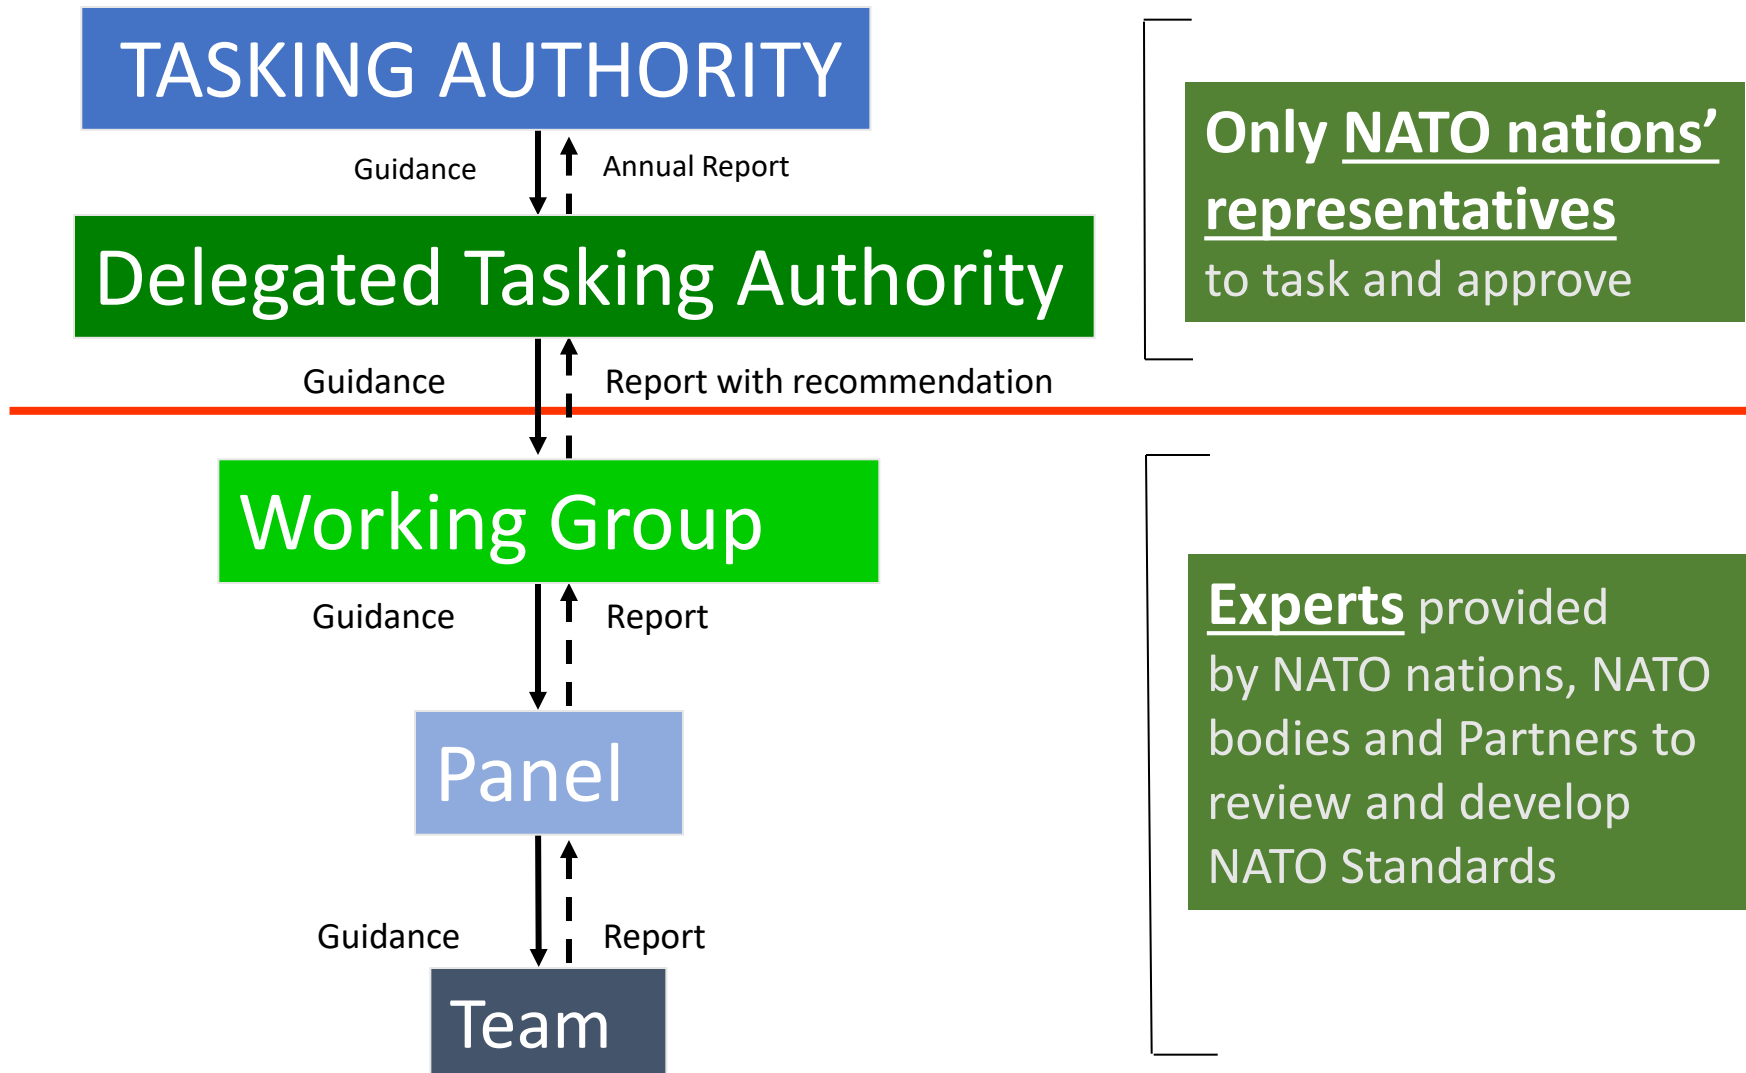 TASKING AUTHORITY
Guidance
Annual Report
Delegated Tasking Authority
Guidance
Report with recommendation
Working Group
Guidance
Report
Panel
Guidance
Report
Team
Only NATO nations’
representatives
to task and approve
Experts provided
by NATO nations, NATO
bodies and Partners to
review and develop
NATO Standards